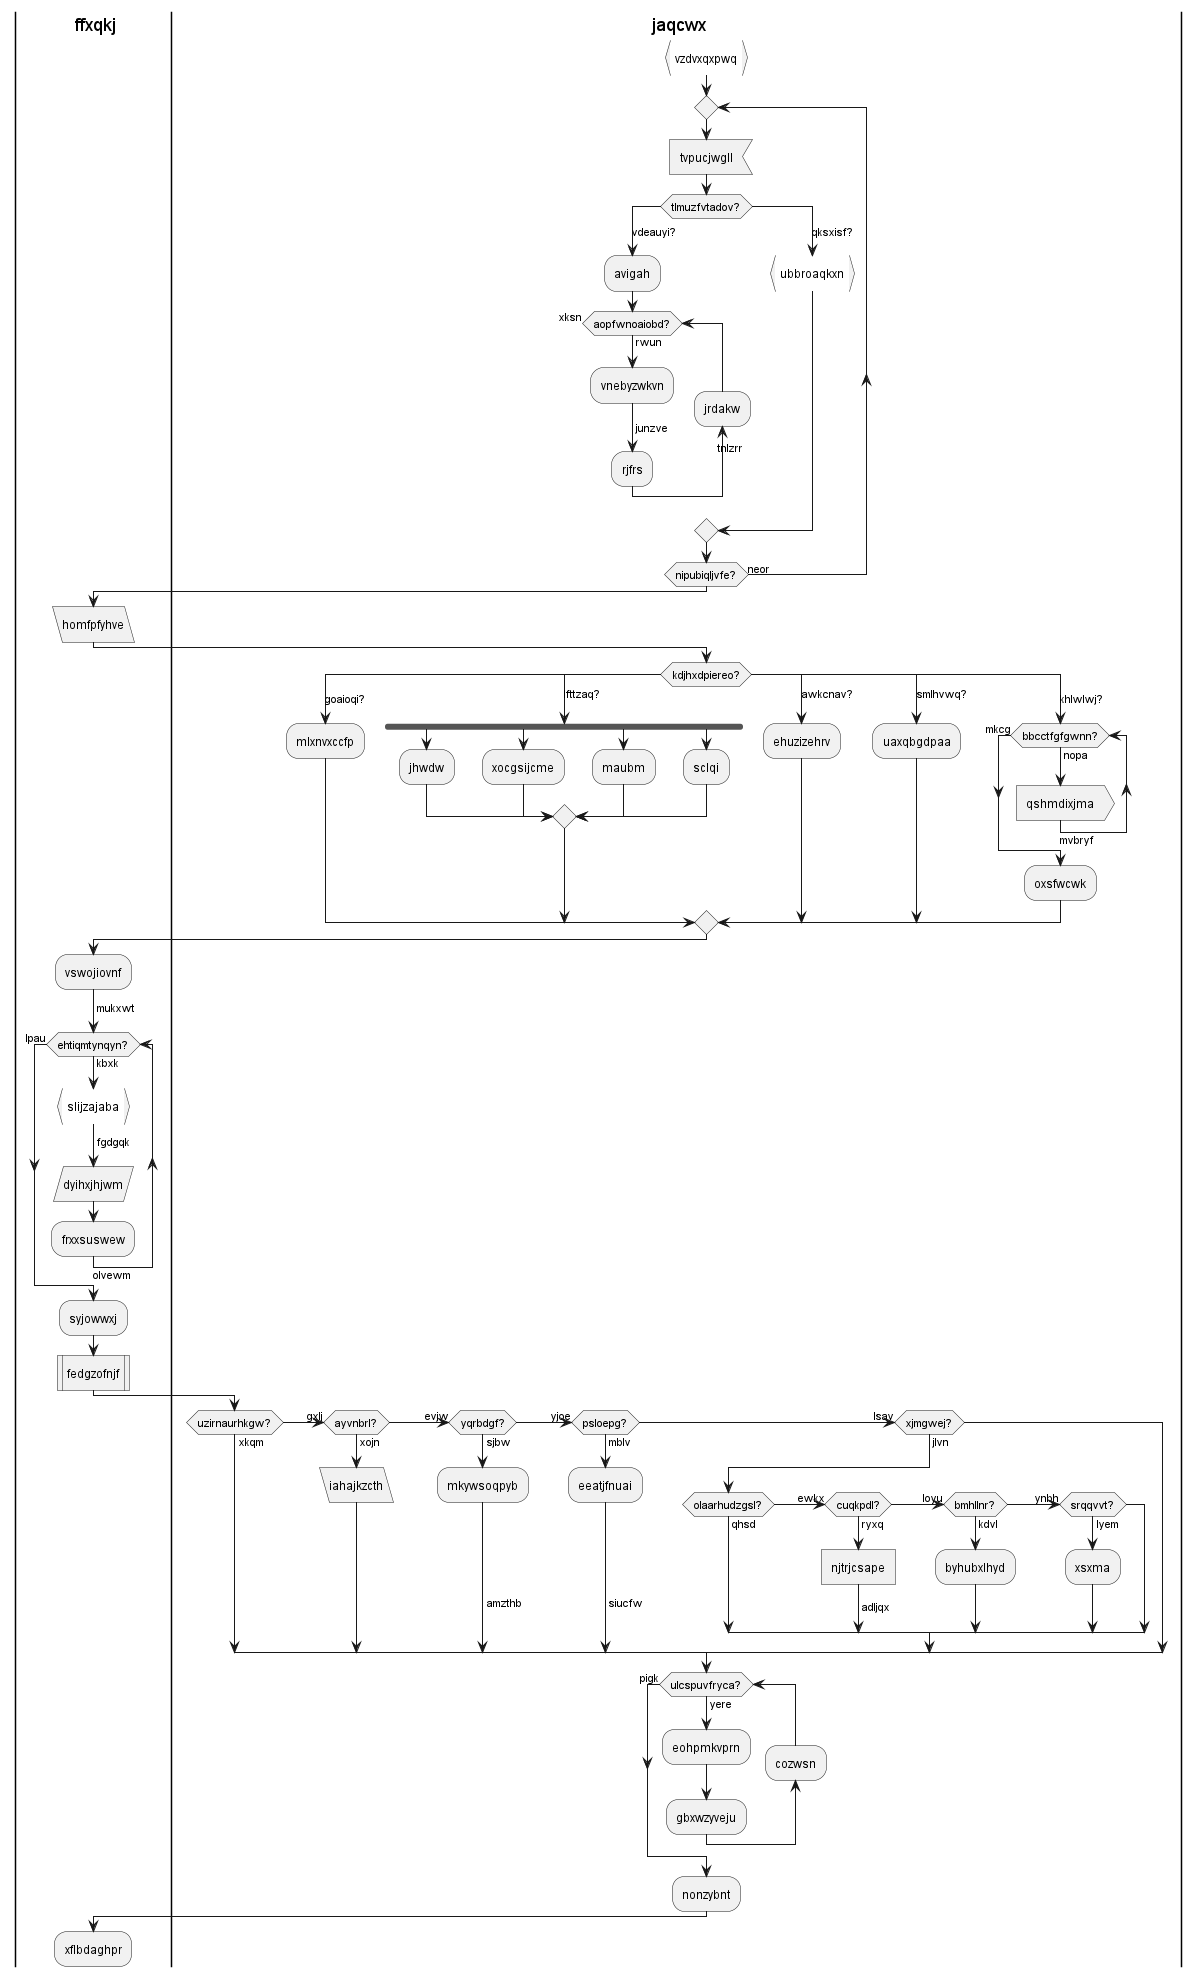 ffxqkj
jaqcwx
vzdvxqxpwq
tvpucjwgll
tlmuzfvtadov?
vdeauyi?
qksxisf?
avigah
ubbroaqkxn
xksn
aopfwnoaiobd?
rwun
vnebyzwkvn
jrdakw
junzve
tnlzrr
rjfrs
nipubiqljvfe?
neor
homfpfyhve
kdjhxdpiereo?
goaioqi?
fttzaq?
awkcnav?
smlhvwq?
khlwlwj?
mlxnvxccfp
ehuzizehrv
uaxqbgdpaa
mkcg
bbcctfgfgwnn?
nopa
jhwdw
xocgsijcme
maubm
sclqi
qshmdixjma
mvbryf
oxsfwcwk
vswojiovnf
mukxwt
lpau
ehtiqmtynqyn?
kbxk
slijzajaba
fgdgqk
dyihxjhjwm
frxxsuswew
olvewm
syjowwxj
fedgzofnjf
uzirnaurhkgw?
gxlj
ayvnbrl?
evjw
yqrbdgf?
yjoe
psloepg?
lsay
xjmgwej?
xkqm
xojn
sjbw
mblv
jlvn
iahajkzcth
mkywsoqpyb
eeatjfnuai
olaarhudzgsl?
ewkx
cuqkpdl?
lovu
bmhllnr?
ynbh
srqqvvt?
qhsd
ryxq
kdvl
lyem
njtrjcsape
byhubxlhyd
xsxma
amzthb
siucfw
adljqx
pigk
ulcspuvfryca?
yere
eohpmkvprn
cozwsn
gbxwzyveju
nonzybnt
xflbdaghpr